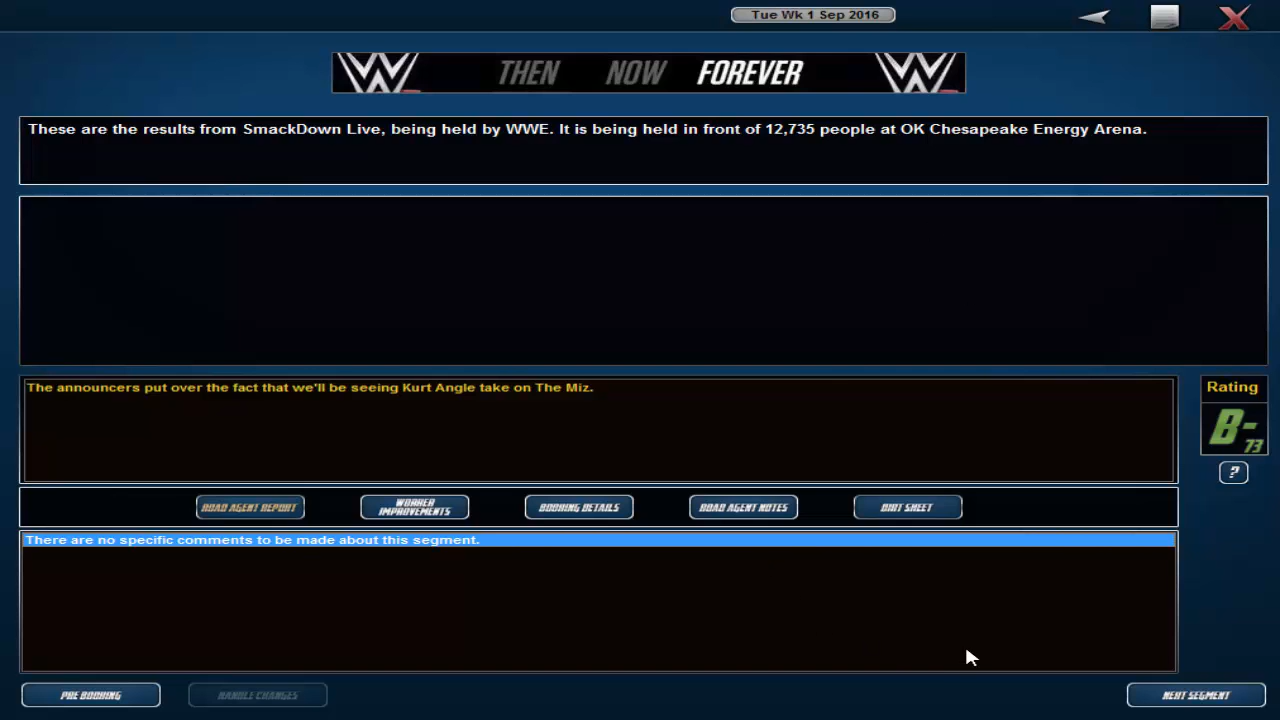 Tue Wk 1 Sep 2016
THEN NOW FOREVER
These are the results from SmackDown Live, being held by WWE. It is being held in front of 12,735 people at OK Chesapeake Energy Arena.
The announcers put over the fact that we'll be seeing Kurt Angle take on The Miz.
Rating
B-
73
?
ROAD AGENT REPORT
WORKER IMPROVEMENTS
BOOKING DETAILS
ROAD AGENT NOTES
DIRT SHEET
There are no specific comments to be made about this segment.
PRE BOOKING
HANDLE CHANGES
NEXT SEGMENT